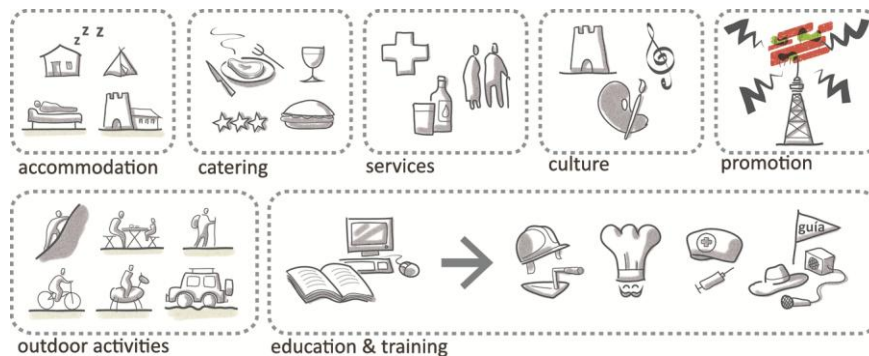 z z z
accommodation
catering
services
culture
promotion
guía
outdoor activities
education & training